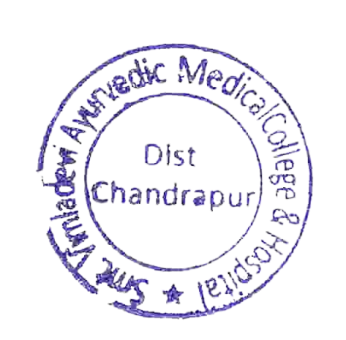 Smt. Vimladevi Ayurvedic Medical College & Hospital
Dist
Chandrapur